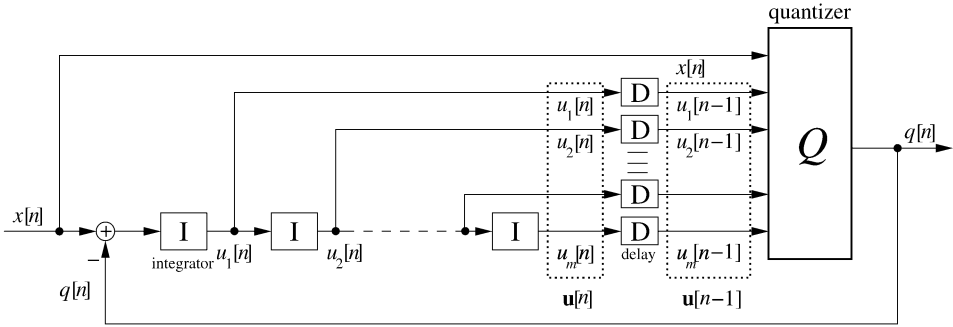 quantizer
x[n]
D
u1[n] u1[n−1]
D
u2[n] u2[n−1]
Q
q[n]
D
x[n]
+
I
I
I
D
−
integrator
u1[n]
u2[n]
um[n]
delay
um[n−1]
q[n]
u[n]
u[n−1]